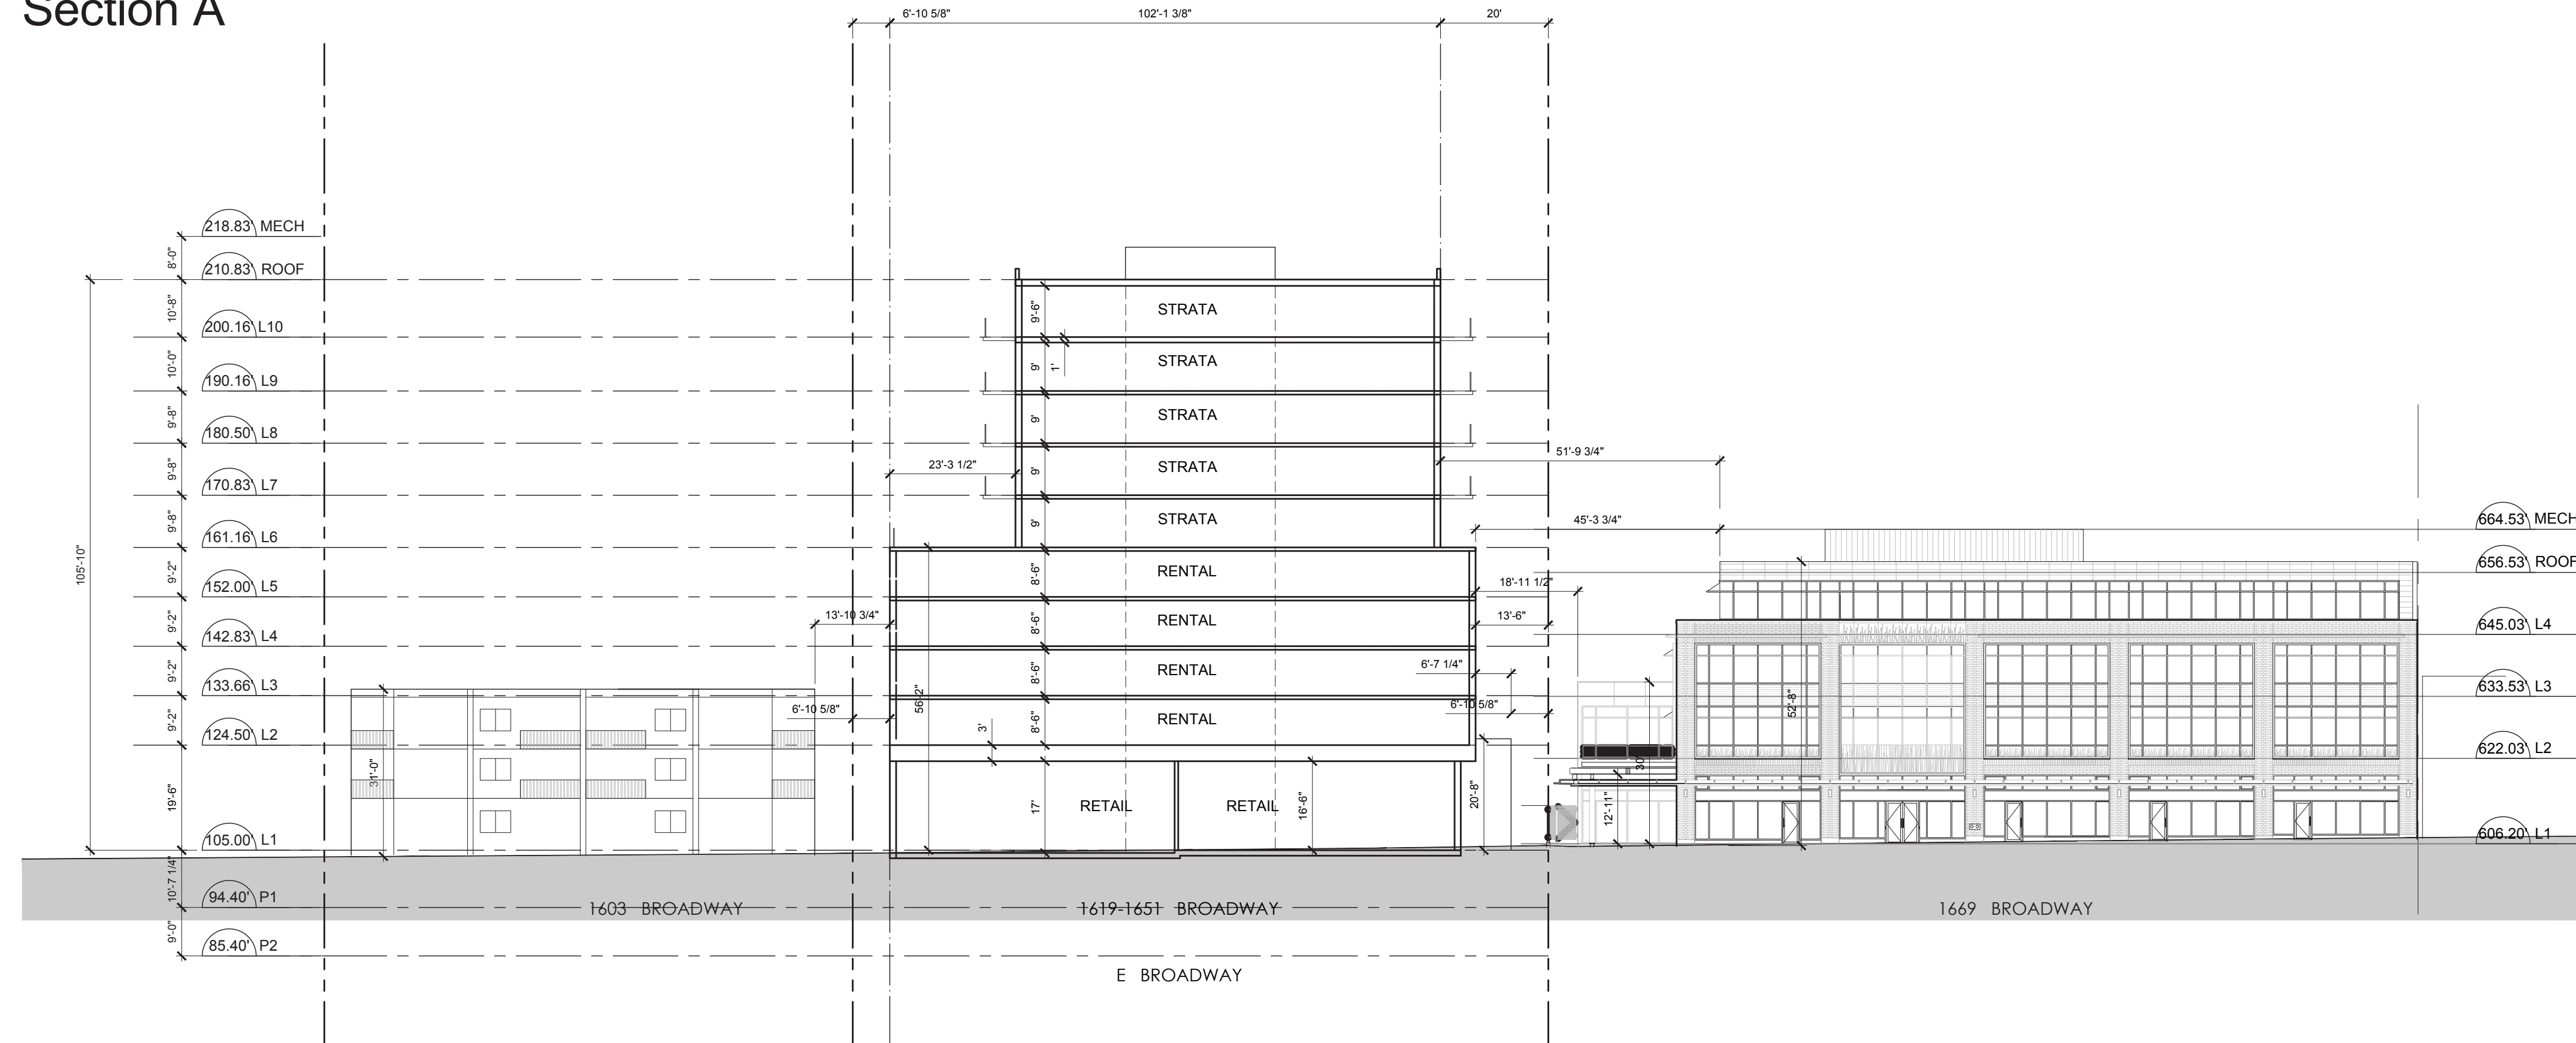 Section A
6'-10 5/8"
102'-1 3/8"
20'
218.83' MECH
8'-0"
210.83' ROOF
10'-8"
9'-6"
STRATA
200.16' L10
10'-0"
9'
1'
STRATA
190.16' L9
9'-8"
9'
STRATA
180.50' L8
9'-8"
23'-3 1/2"
9'
STRATA
51'-9 3/4"
170.83' L7
9'-8"
9'
STRATA
45'-3 3/4"
664.53' MECH
161.16' L6
105'-10"
9'-2"
8'-6"
RENTAL
18'-11 1/2"
656.53' ROOF
152.00' L5
9'-2"
13'-10 3/4"
8'-6"
RENTAL
13'-6"
645.03' L4
142.83' L4
9'-2"
56'-2"
8'-6"
RENTAL
6'-7 1/4"
52'-8"
633.53' L3
133.66' L3
9'-2"
6'-10 5/8"
3'
8'-6"
RENTAL
6'-10 5/8"
124.50' L2
30'
622.03' L2
31'-0"
19'-6"
17'
RETAIL
RETAIL
16'-6"
20'-8"
12'-11"
105.00' L1
606.20' L1
10'-7 1/4"
94.40' P1
1603 BROADWAY
1619-1651 BROADWAY
1669 BROADWAY
9'-0"
85.40' P2
E BROADWAY